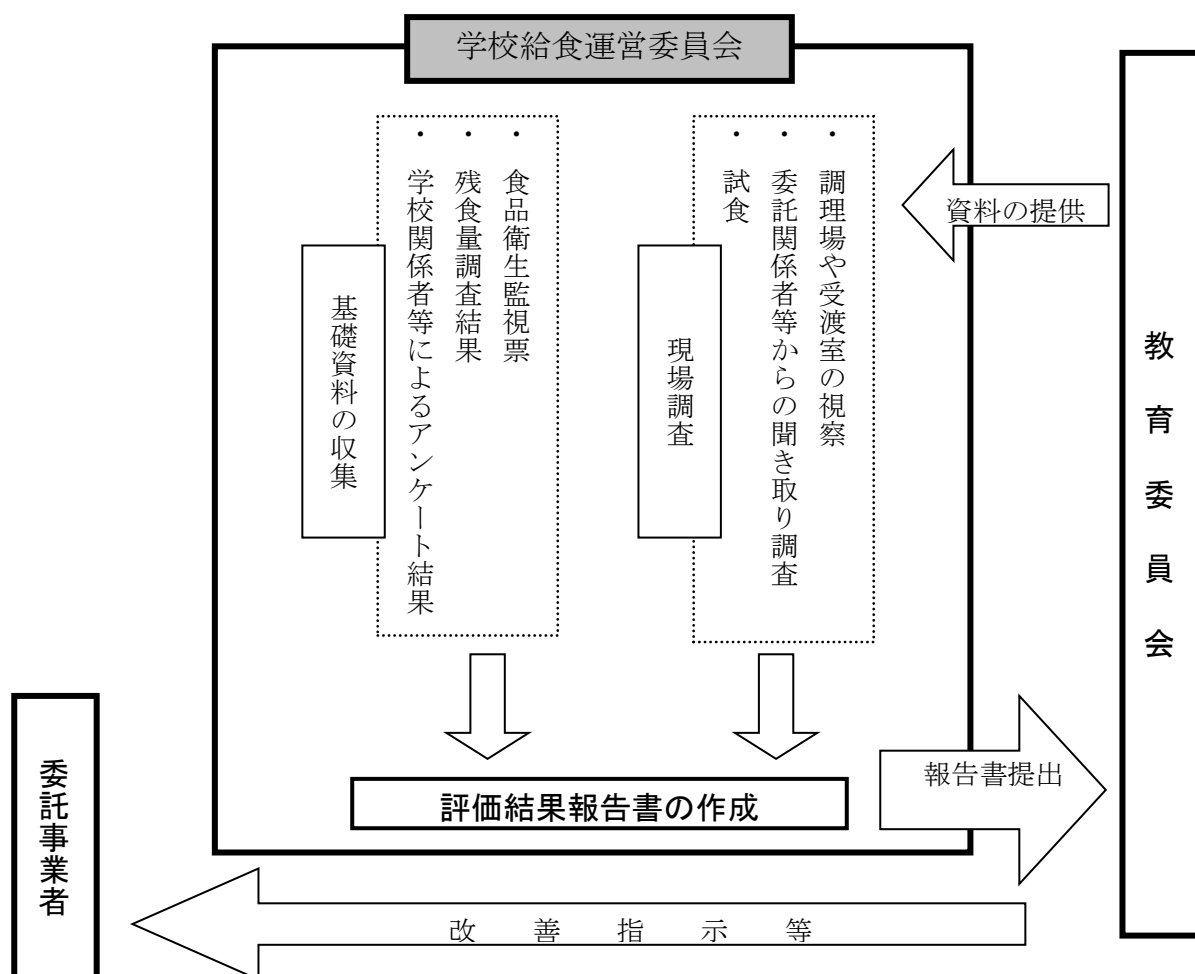 学校給食運営委員会
資料の提供
・調理場や受渡室の視察
・委託関係者等からの聞き取り調査
・試食
現場調査
・食品衛生監視票
・残食量調査結果
・学校関係者等によるアンケート結果
基礎資料の収集
教育委員会
評価結果報告書の作成
報告書提出
委託事業者
改善指示等